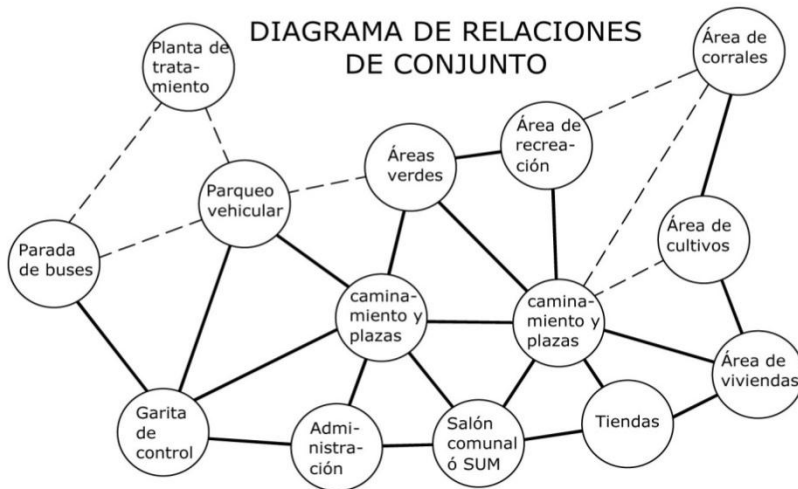 DIAGRAMA DE RELACIONES
DE CONJUNTO
Planta de
trata-
miento
Área de
corrales
Área de
recrea-
ción
Áreas
verdes
Parqueo
vehicular
Parada
de buses
Área de
cultivos
camina-
miento y
plazas
camina-
miento y
plazas
Área de
viviendas
Garita
de
control
Admi-
nistra-
ción
Salón
comunal
ó SUM
Tiendas